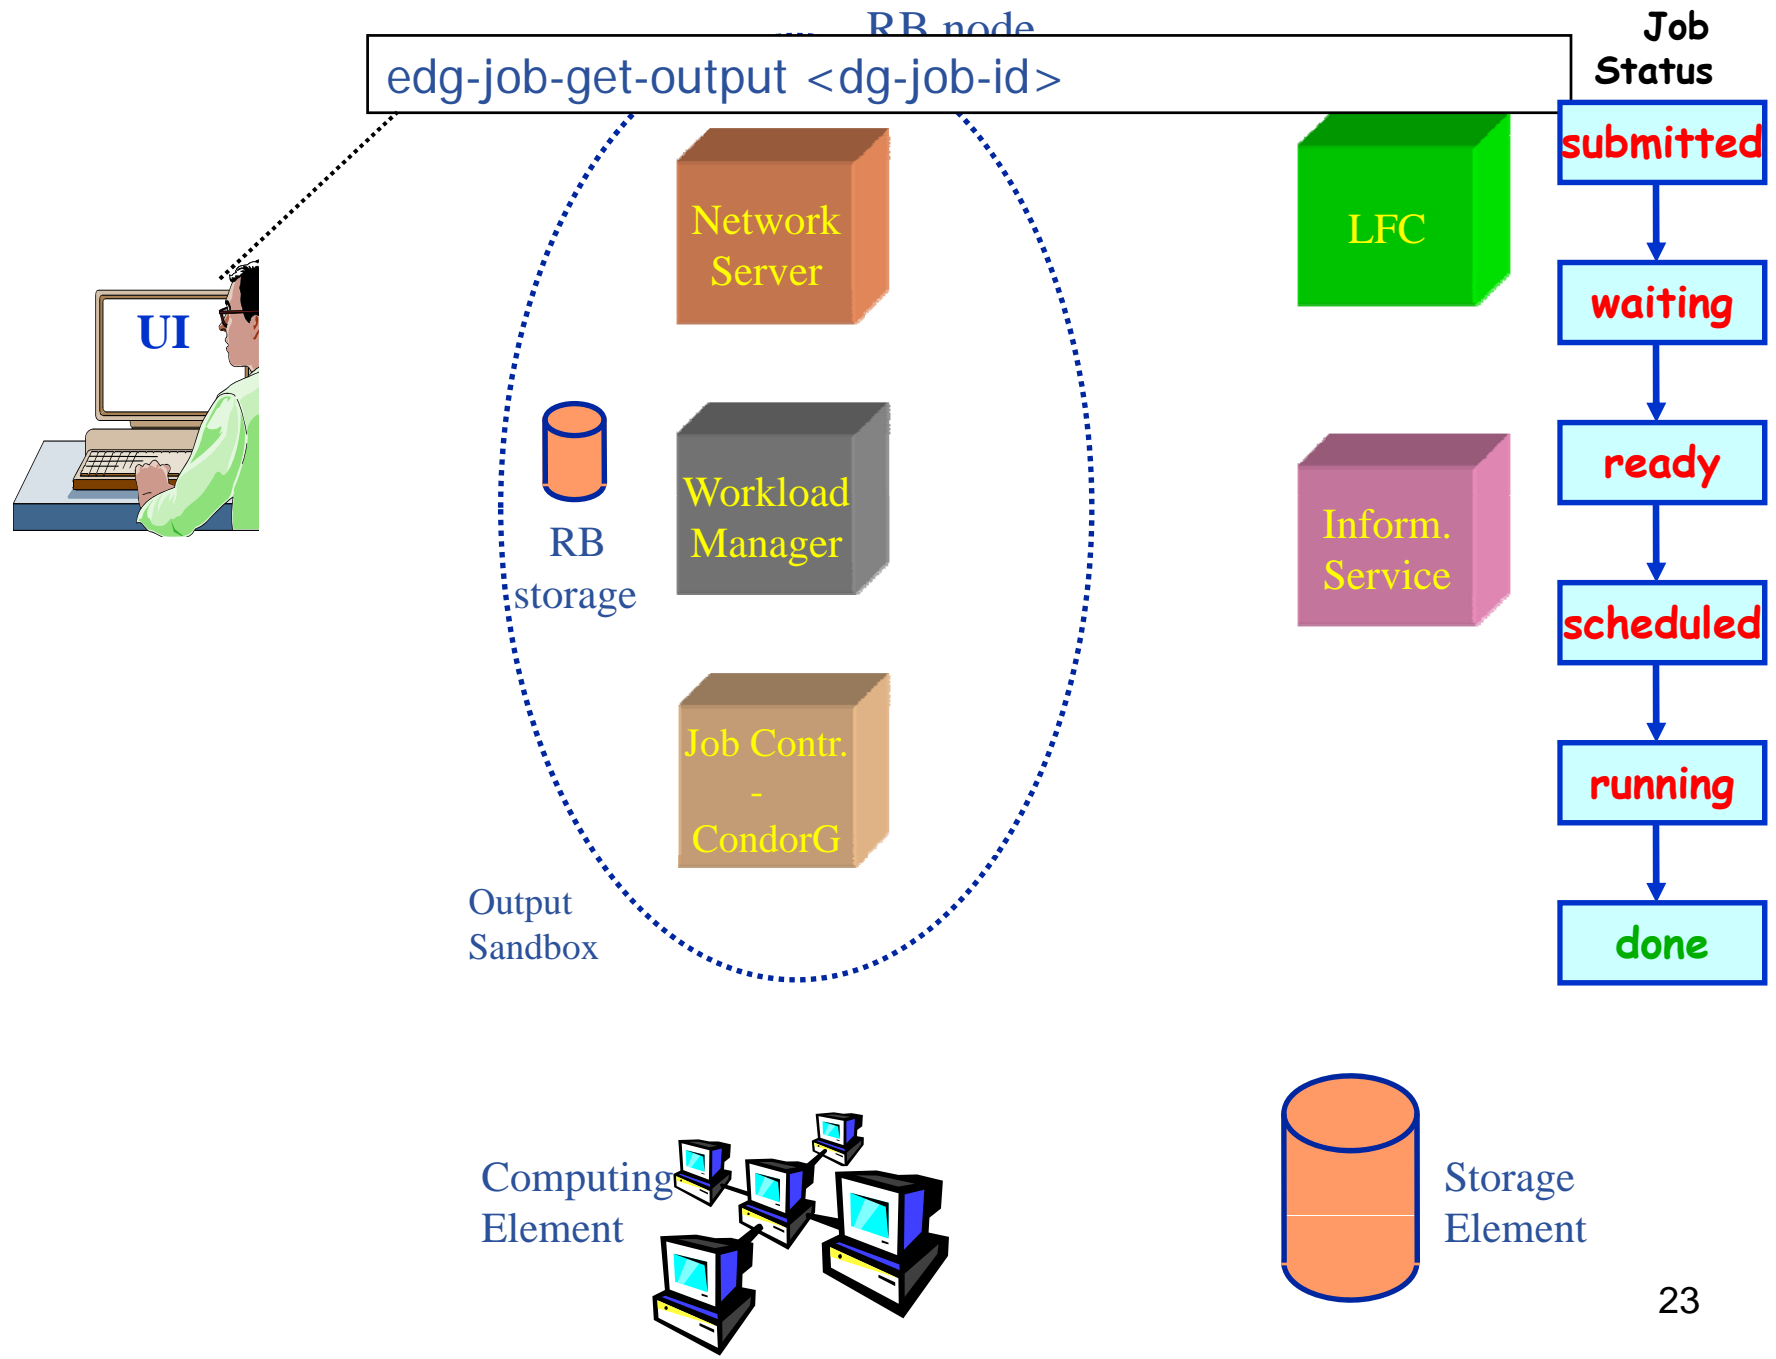 RB node
edg-job-get-output <dg-job-id>
Job
Status
submitted
waiting
ready
scheduled
running
done
UI
Network
Server
LFC
RB
storage
Workload
Manager
Inform.
Service
Job Contr.
-
CondorG
Output
Sandbox
Computing
Element
Storage
Element
23